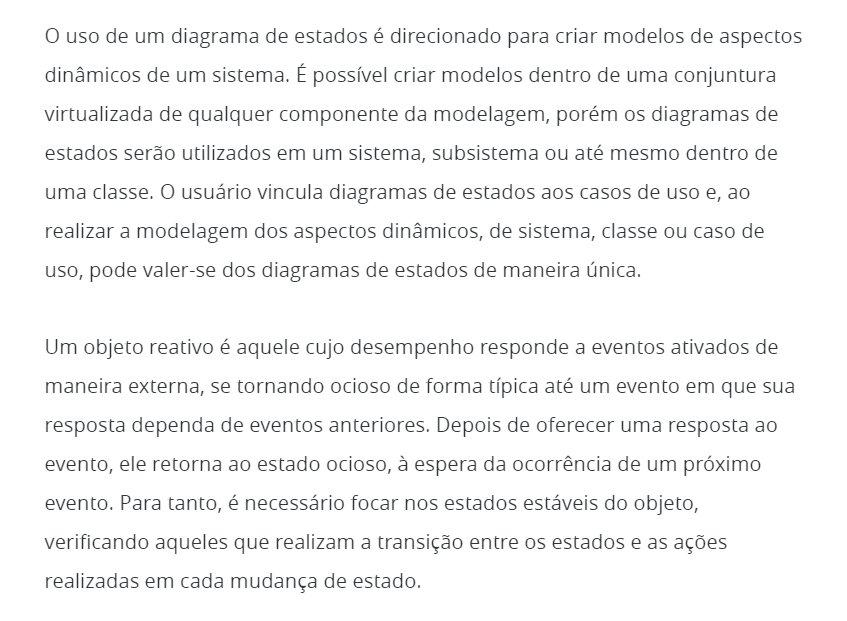 O uso de um diagrama de estados é direcionado para criar modelos de aspectos
dinâmicos de um sistema. É possível criar modelos dentro de uma conjuntura
virtualizada de qualquer componente da modelagem, porém os diagramas de
estados serão utilizados em um sistema, subsistema ou até mesmo dentro de
uma classe. O usuário vincula diagramas de estados aos casos de uso e, ao
realizar a modelagem dos aspectos dinâmicos, de sistema, classe ou caso de
uso, pode valer-se dos diagramas de estados de maneira única.
Um objeto reativo é aquele cujo desempenho responde a eventos ativados de
maneira externa, se tornando ocioso de forma típica até um evento em que sua
resposta dependa de eventos anteriores. Depois de oferecer uma resposta ao
evento, ele retorna ao estado ocioso, à espera da ocorrência de um próximo
evento. Para tanto, é necessário focar nos estados estáveis do objeto,
verificando aqueles que realizam a transição entre os estados e as ações
realizadas em cada mudança de estado.